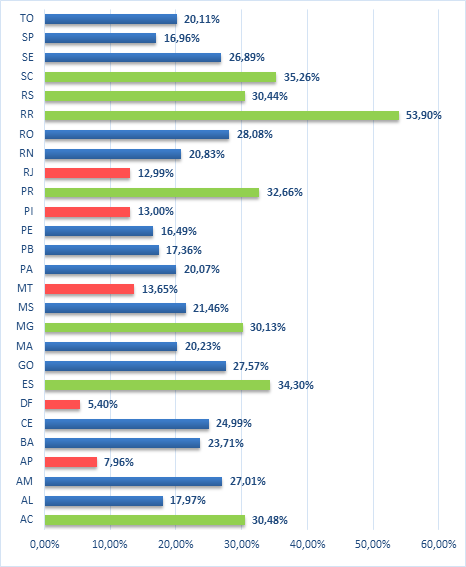 TO 20,11%
SP 16,96%
SE 26,89%
SC 35,26%
RS 30,44%
RR 53,90%
RO 28,08%
RN 20,83%
RJ 12,99%
PR 32,66%
PI 13,00%
PE 16,49%
PB 17,36%
PA 20,07%
MT 13,65%
MS 21,46%
MG 30,13%
MA 20,23%
GO 27,57%
ES 34,30%
DF 5,40%
CE 24,99%
BA 23,71%
AP 7,96%
AM 27,01%
AL 17,97%
AC 30,48%
0,00% 10,00% 20,00% 30,00% 40,00% 50,00% 60,00%